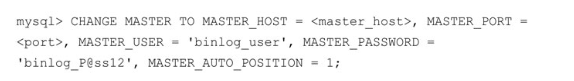 mysql> CHANGE MASTER TO MASTER_HOST = <master_host>, MASTER_PORT =
<port>, MASTER_USER = 'binlog_user', MASTER_PASSWORD =
'binlog_P@ss12', MASTER_AUTO_POSITION = 1;